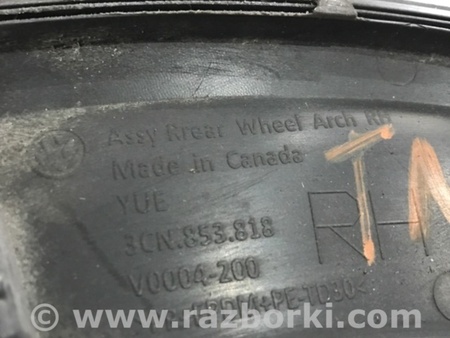 Assy Rrear Wheel Arch RH
Made in Canada
YUE
3CN.853.818
V0004-200
RH
www.razborki.com